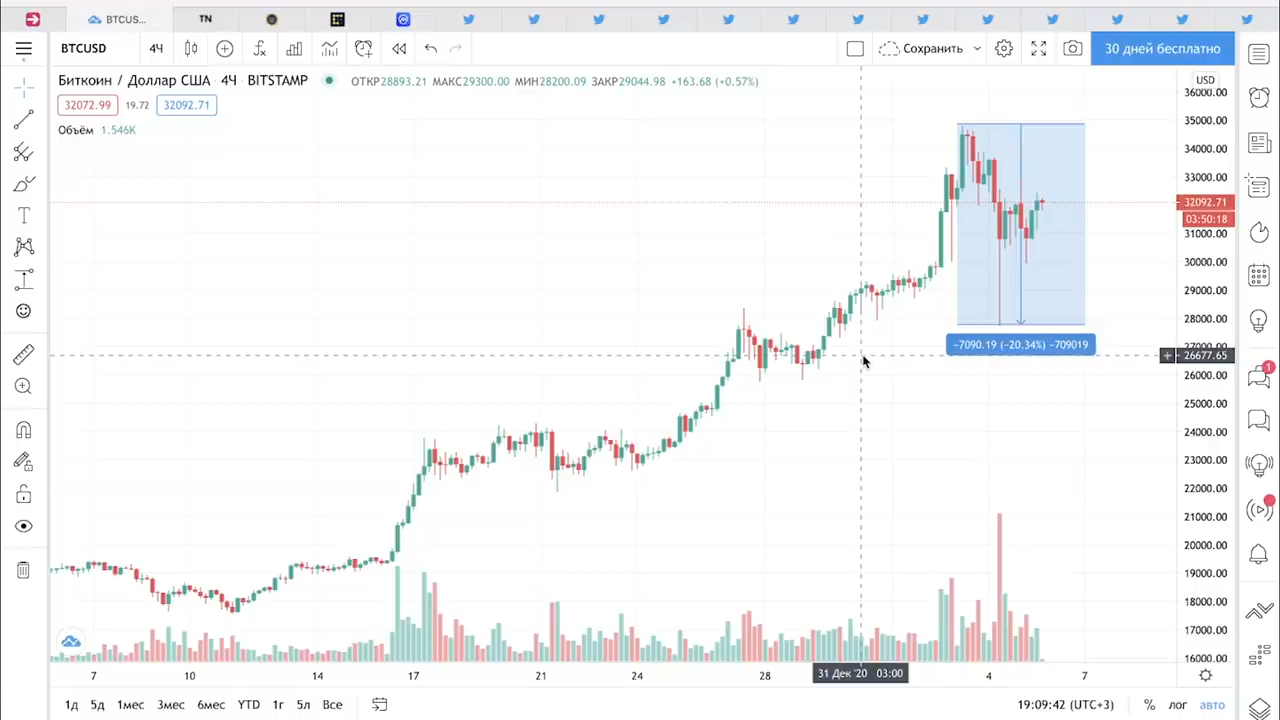 BTCUS...
TN
BTCUSD
4Ч
Сохранить
30 дней бесплатно
Биткоин / Доллар США 4Ч BITSTAMP
ОТКР28893.21 МАКС29300.00 МИН28200.09 ЗАКР29044.98 +163.68 (+0.57%)
32072.99 19.72 32092.71
Объём 1.546K
USD
36000.00
35000.00
34000.00
33000.00
32092.71
03:50:18
31000.00
30000.00
29000.00
28000.00
27000.00
26677.65
26000.00
25000.00
24000.00
23000.00
22000.00
21000.00
20000.00
19000.00
18000.00
17000.00
16000.00
−7090.19 (−20.34%) −709019
1
7
10
14
17
21
24
28
31 Дек '20 03:00
4
7
1д 5д 1мес 3мес 6мес YTD 1г 5л Все
19:09:42 (UTC+3)
% лог авто